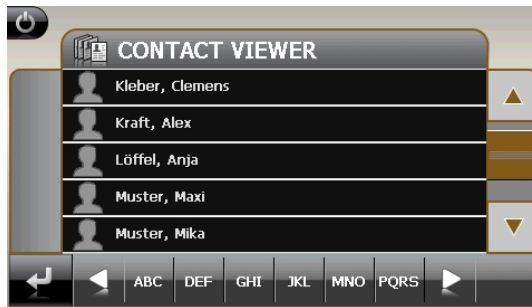 CONTACT VIEWER
Kleber, Clemens
Kraft, Alex
Löffel, Anja
Muster, Maxi
Muster, Mika
ABC DEF GHI JKL MNO PQRS